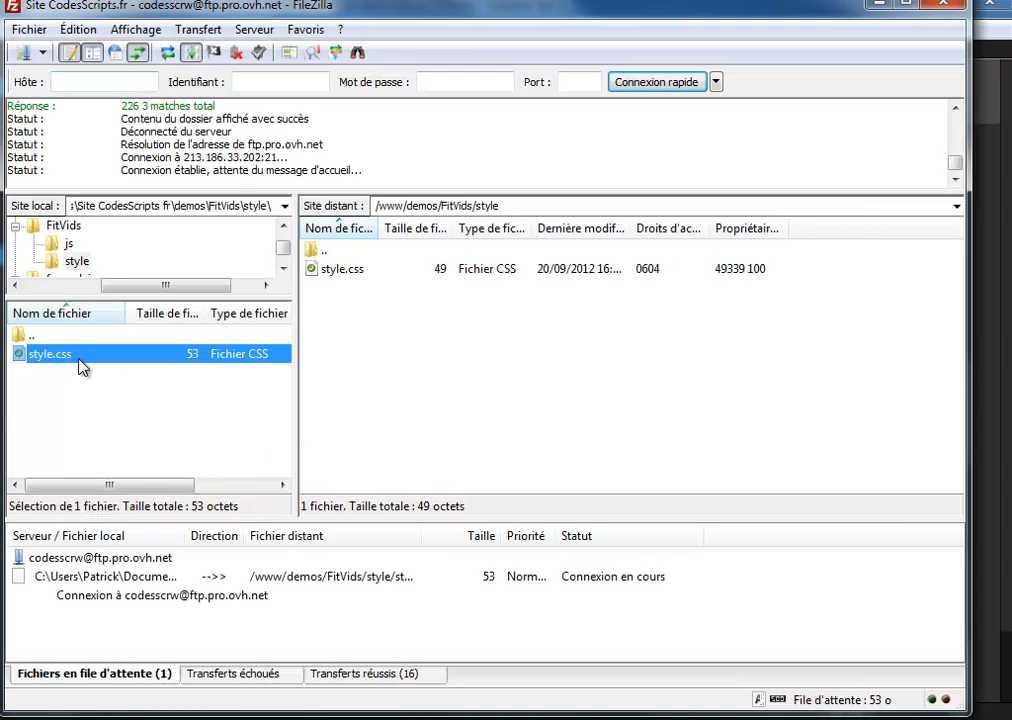 Site CodesScripts.fr - codesscrw@ftp.pro.ovh.net - FileZilla
Fichier Édition Affichage Transfert Serveur Favoris ?
Hôte : Identifiant : Mot de passe : Port : Connexion rapide
Réponse : 226 3 matches total
Statut : Contenu du dossier affiché avec succès
Statut : Déconnecté du serveur
Statut : Résolution de l'adresse de ftp.pro.ovh.net
Statut : Connexion à 213.186.33.202:21...
Statut : Connexion établie, attente du message d'accueil...
Site local : :\Site CodesScripts fr\demos\FitVids\style\ Site distant : /www/demos/FitVids/style
FitVids
js
style
Nom de fic... Taille de f... Type de fic... Dernière modif... Droits d'ac... Propriétair...
..
style.css 49 Fichier CSS 20/09/2012 16:... 0604 49339 100
Nom de fichier Taille de fi... Type de fichier
..
style.css 53 Fichier CSS
Sélection de 1 fichier. Taille totale : 53 octets 1 fichier. Taille totale : 49 octets
Serveur / Fichier local Direction Fichier distant Taille Priorité Statut
codesscrw@ftp.pro.ovh.net
C:\Users\Patrick\Docume... -->> /www/demos/FitVids/style/st... 53 Norm... Connexion en cours
Connexion à codesscrw@ftp.pro.ovh.net
Fichiers en file d'attente (1) Transferts échoués Transferts réussis (16)
File d'attente : 53 o